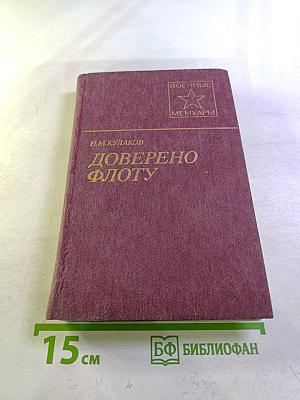 ВОЕННЫЕ
МЕМУАРЫ
Н.М.КУЛАКОВ
ДОВЕРЕНО
ФЛОТУ
15 см
БФ БИБЛИОФАН